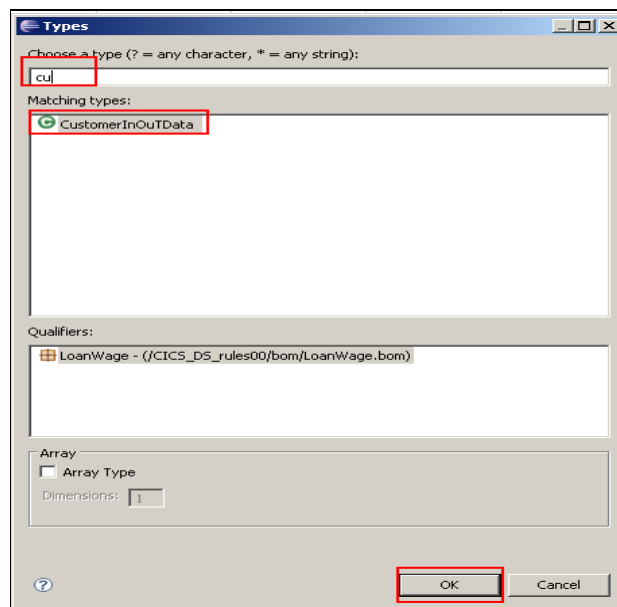 Types
Choose a type (? = any character, * = any string):
cu
Matching types:
CustomerInOuTData
Qualifiers:
LoanWage - (/CICS_DS_rules00/bom/LoanWage.bom)
Array
Array Type
Dimensions: 1
? OK Cancel